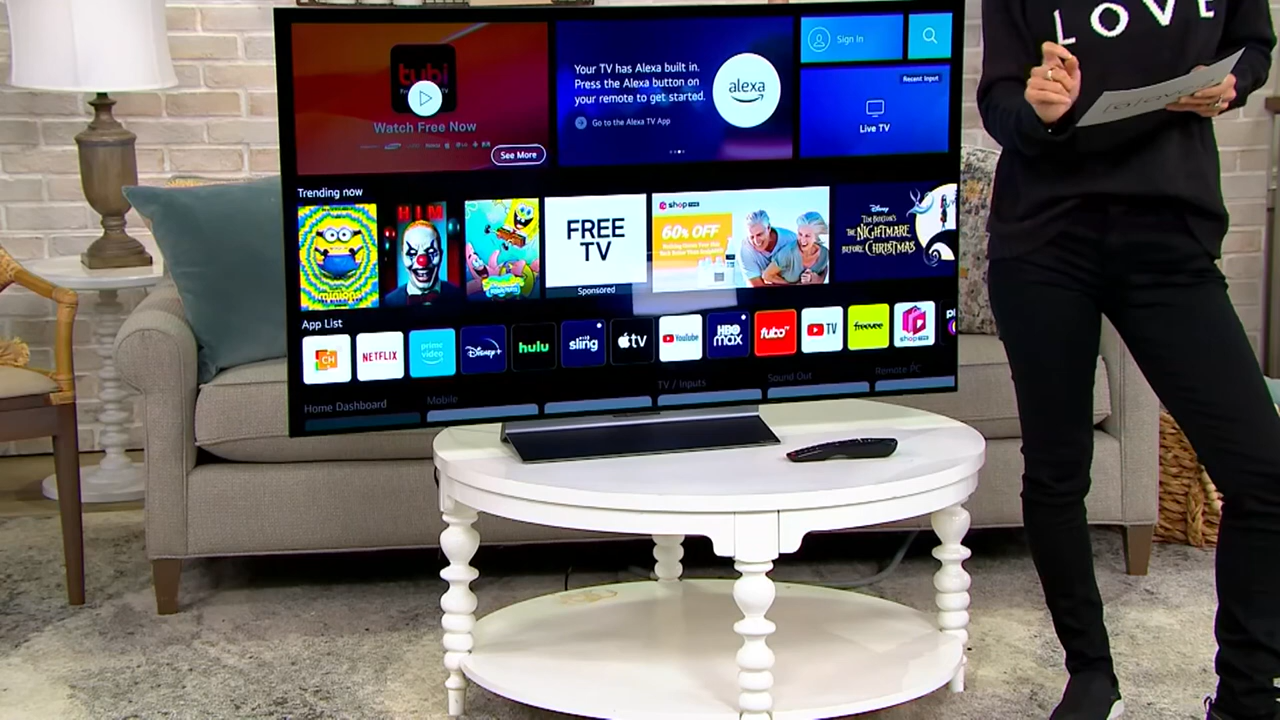 LOVE
tubi
Watch Free Now
See More
Your TV has Alexa built in.
Press the Alexa button on
your remote to get started.
Go to the Alexa TV App
alexa
Sign In
Recent Input
Live TV
Trending now
minions
HIM
FREE
TV
Sponsored
shop
60% OFF
Disney
TIM BURTON'S
THE NIGHTMARE
BEFORE CHRISTMAS
App List
CH
NETFLIX
prime
video
Disney+
hulu
sling
tv
YouTube
HBO
max
fubo
TV
freevee
shop
Home Dashboard
Mobile
TV / Inputs
Sound Out
Remote PC